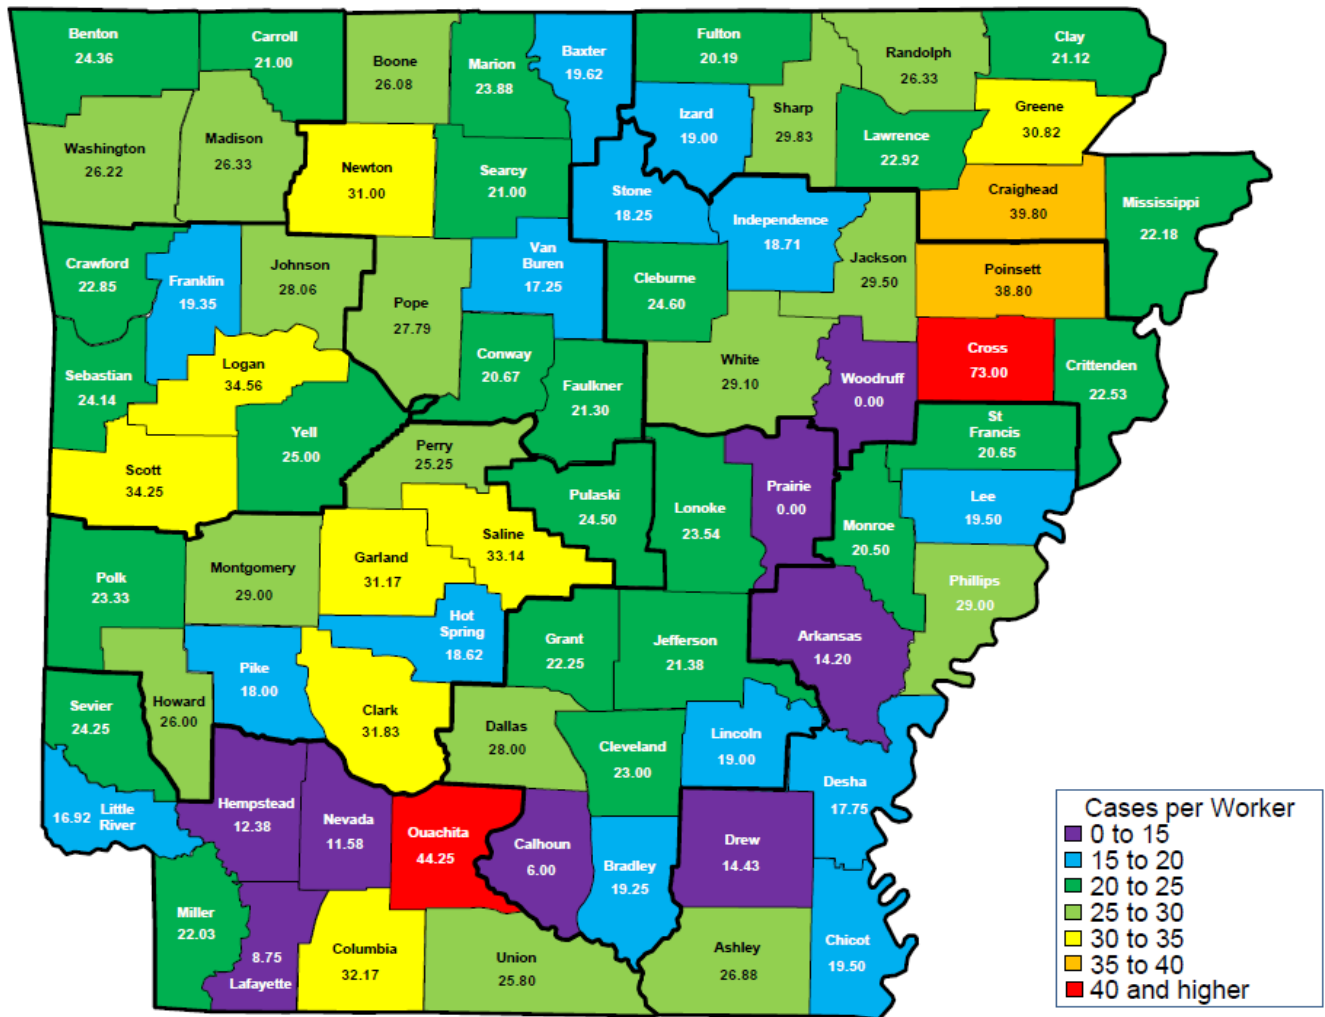 Benton
24.36
Carroll
21.00
Boone
26.08
Marion
23.88
Baxter
19.62
Fulton
20.19
Randolph
26.33
Clay
21.12
Washington
26.22
Madison
26.33
Newton
31.00
Searcy
21.00
Stone
18.25
Izard
19.00
Sharp
29.83
Lawrence
22.92
Greene
30.82
Craighead
39.80
Mississippi
22.18
Crawford
22.85
Franklin
19.35
Johnson
28.06
Pope
27.79
Van
Buren
17.25
Cleburne
24.60
Independence
18.71
Jackson
29.50
Poinsett
38.80
Sebastian
24.14
Logan
34.56
Conway
20.67
Faulkner
21.30
White
29.10
Woodruff
0.00
Cross
73.00
Crittenden
22.53
Scott
34.25
Yell
25.00
Perry
25.25
St
Francis
20.65
Pulaski
24.50
Lonoke
23.54
Prairie
0.00
Monroe
20.50
Lee
19.50
Polk
23.33
Montgomery
29.00
Garland
31.17
Saline
33.14
Phillips
29.00
Hot
Spring
18.62
Grant
22.25
Jefferson
21.38
Arkansas
14.20
Sevier
24.25
Howard
26.00
Pike
18.00
Clark
31.83
Dallas
28.00
Cleveland
23.00
Lincoln
19.00
Desha
17.75
16.92
Little
River
Hempstead
12.38
Nevada
11.58
Ouachita
44.25
Calhoun
6.00
Bradley
19.25
Drew
14.43
Miller
22.03
8.75
Lafayette
Columbia
32.17
Union
25.80
Ashley
26.88
Chicot
19.50
Cases per Worker
0 to 15
15 to 20
20 to 25
25 to 30
30 to 35
35 to 40
40 and higher